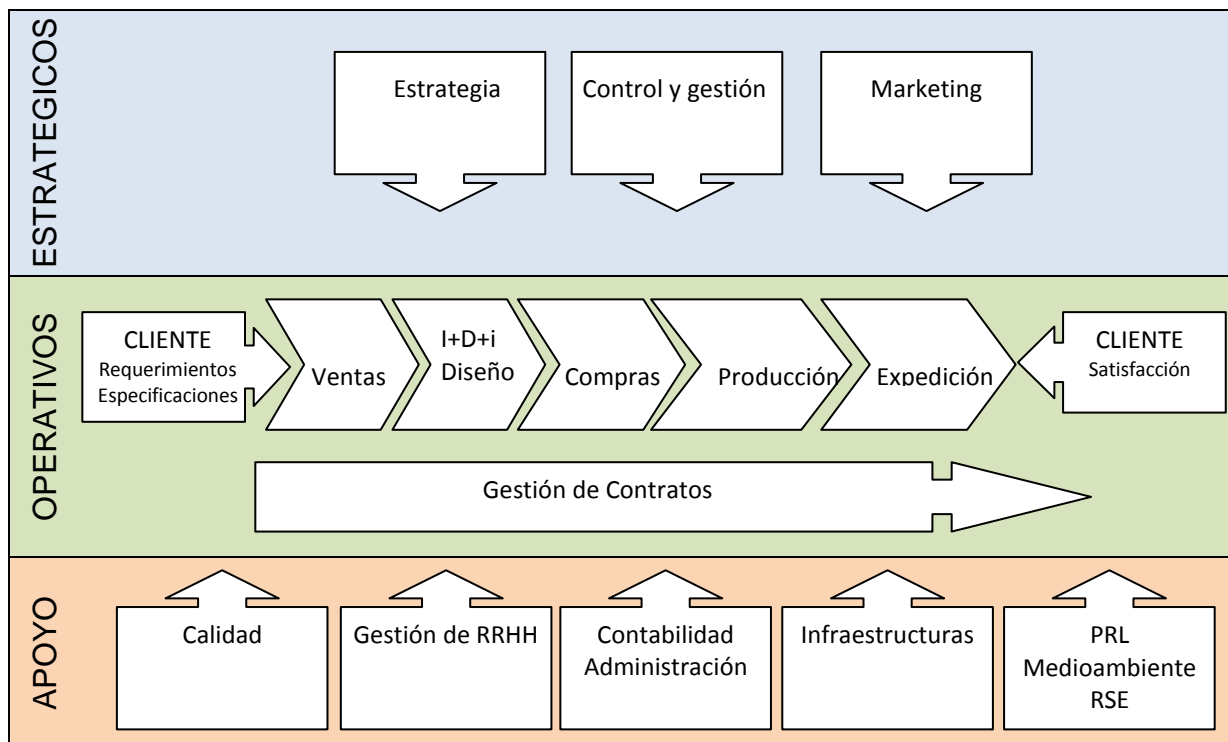 ESTRATEGICOS
Estrategia
Control y gestión
Marketing
OPERATIVOS
CLIENTE
Requerimientos
Especificaciones
Ventas
I+D+i
Diseño
Compras
Producción
Expedición
CLIENTE
Satisfacción
Gestión de Contratos
APOYO
Calidad
Gestión de RRHH
Contabilidad
Administración
Infraestructuras
PRL
Medioambiente
RSE